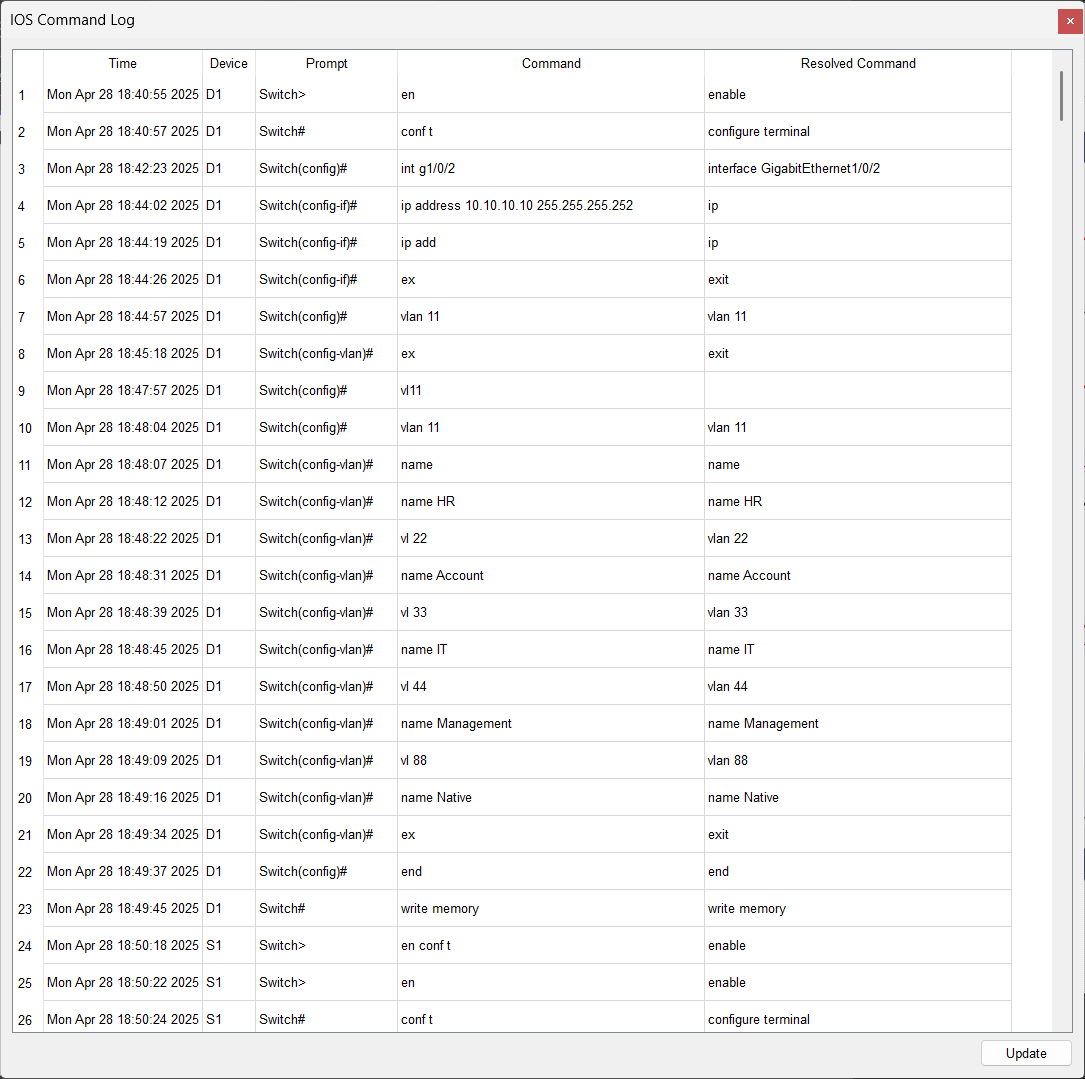 IOS Command Log
Time Device Prompt Command Resolved Command
1 Mon Apr 28 18:40:55 2025 D1 Switch> en enable
2 Mon Apr 28 18:40:57 2025 D1 Switch# conf t configure terminal
3 Mon Apr 28 18:42:23 2025 D1 Switch(config)# int g1/0/2 interface GigabitEthernet1/0/2
4 Mon Apr 28 18:44:02 2025 D1 Switch(config-if)# ip address 10.10.10.10 255.255.255.252 ip
5 Mon Apr 28 18:44:19 2025 D1 Switch(config-if)# ip add ip
6 Mon Apr 28 18:44:26 2025 D1 Switch(config-if)# ex exit
7 Mon Apr 28 18:44:57 2025 D1 Switch(config)# vlan 11 vlan 11
8 Mon Apr 28 18:45:18 2025 D1 Switch(config-vlan)# ex exit
9 Mon Apr 28 18:47:57 2025 D1 Switch(config)# vl11
10 Mon Apr 28 18:48:04 2025 D1 Switch(config)# vlan 11 vlan 11
11 Mon Apr 28 18:48:07 2025 D1 Switch(config-vlan)# name name
12 Mon Apr 28 18:48:12 2025 D1 Switch(config-vlan)# name HR name HR
13 Mon Apr 28 18:48:22 2025 D1 Switch(config-vlan)# vl 22 vlan 22
14 Mon Apr 28 18:48:31 2025 D1 Switch(config-vlan)# name Account name Account
15 Mon Apr 28 18:48:39 2025 D1 Switch(config-vlan)# vl 33 vlan 33
16 Mon Apr 28 18:48:45 2025 D1 Switch(config-vlan)# name IT name IT
17 Mon Apr 28 18:48:50 2025 D1 Switch(config-vlan)# vl 44 vlan 44
18 Mon Apr 28 18:49:01 2025 D1 Switch(config-vlan)# name Management name Management
19 Mon Apr 28 18:49:09 2025 D1 Switch(config-vlan)# vl 88 vlan 88
20 Mon Apr 28 18:49:16 2025 D1 Switch(config-vlan)# name Native name Native
21 Mon Apr 28 18:49:34 2025 D1 Switch(config-vlan)# ex exit
22 Mon Apr 28 18:49:37 2025 D1 Switch(config)# end end
23 Mon Apr 28 18:49:45 2025 D1 Switch# write memory write memory
24 Mon Apr 28 18:50:18 2025 S1 Switch> en conf t enable
25 Mon Apr 28 18:50:22 2025 S1 Switch> en enable
26 Mon Apr 28 18:50:24 2025 S1 Switch# conf t configure terminal
Update